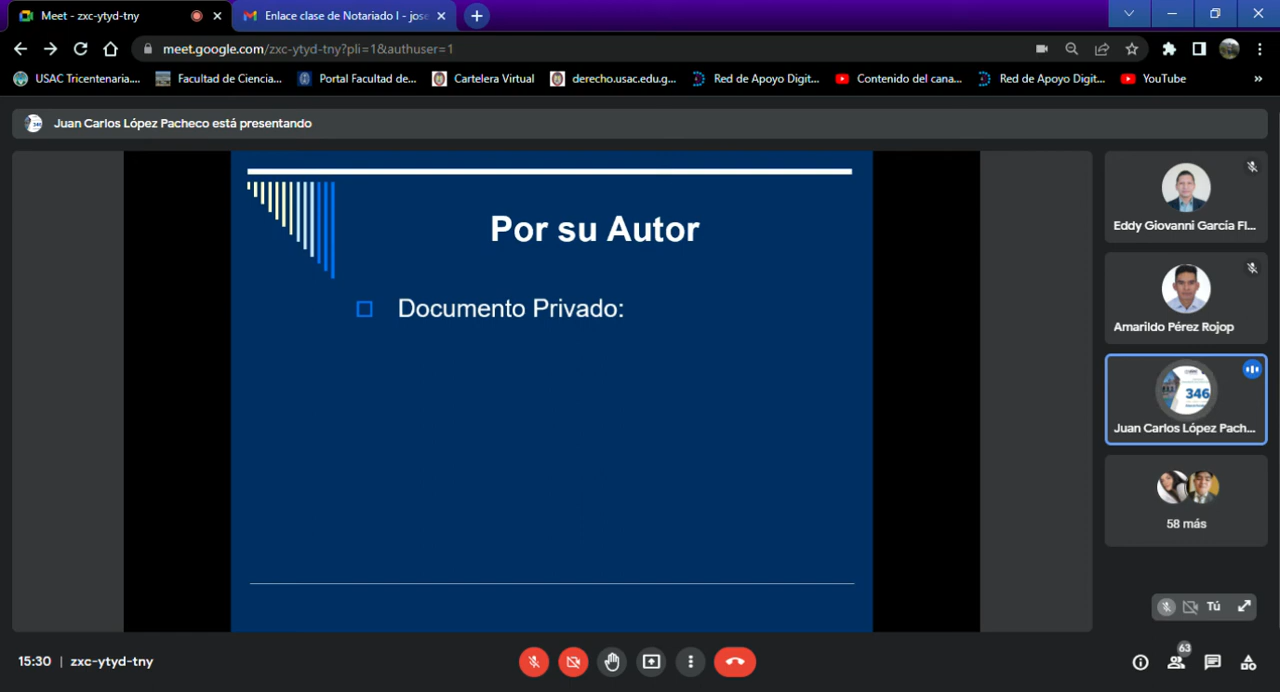 Meet - zxc-ytyd-tny
Enlace clase de Notariado I - jose
meet.google.com/zxc-ytyd-tny?pli=1&authuser=1
USAC Tricentenaria....
Facultad de Ciencia...
Portal Facultad de...
Cartelera Virtual
derecho.usac.edu.g...
Red de Apoyo Digit...
Contenido del cana...
Red de Apoyo Digit...
YouTube
»
Juan Carlos López Pacheco está presentando
Por su Autor
Documento Privado:
Eddy Giovanni García Fl...
Amarildo Pérez Rojop
346
Juan Carlos López Pach...
58 más
Tú
15:30 | zxc-ytyd-tny
63